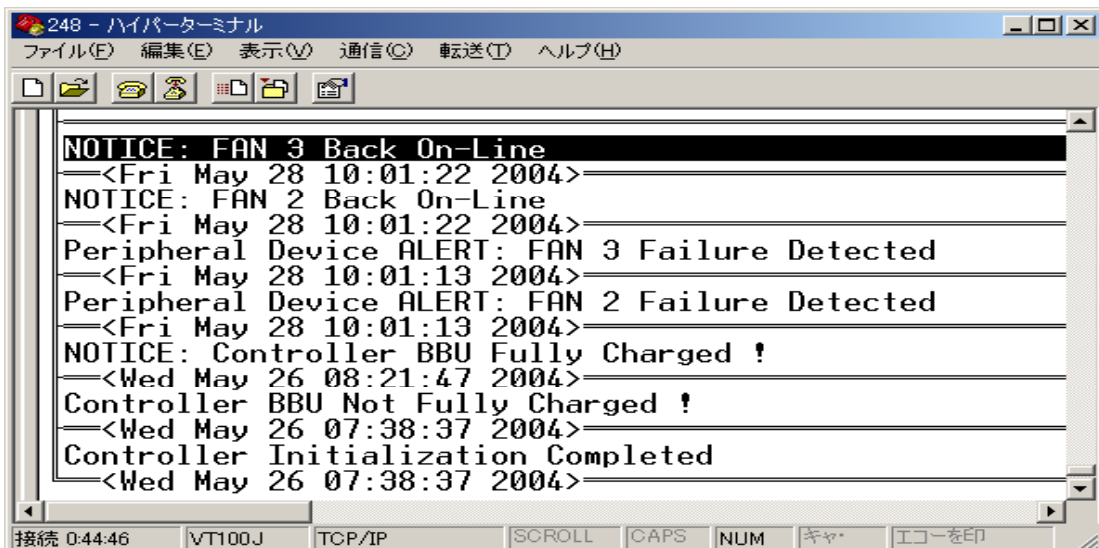 248 - ハイパーターミナル
ファイル(F) 編集(E) 表示(V) 通信(C) 転送(T) ヘルプ(H)
NOTICE: FAN 3 Back On-Line
<Fri May 28 10:01:22 2004>
NOTICE: FAN 2 Back On-Line
<Fri May 28 10:01:22 2004>
Peripheral Device ALERT: FAN 3 Failure Detected
<Fri May 28 10:01:13 2004>
Peripheral Device ALERT: FAN 2 Failure Detected
<Fri May 28 10:01:13 2004>
NOTICE: Controller BBU Fully Charged !
<Wed May 26 08:21:47 2004>
Controller BBU Not Fully Charged !
<Wed May 26 07:38:37 2004>
Controller Initialization Completed
<Wed May 26 07:38:37 2004>
接続 0:44:46 VT100J TCP/IP SCROLL CAPS NUM キャ・ エコーを印